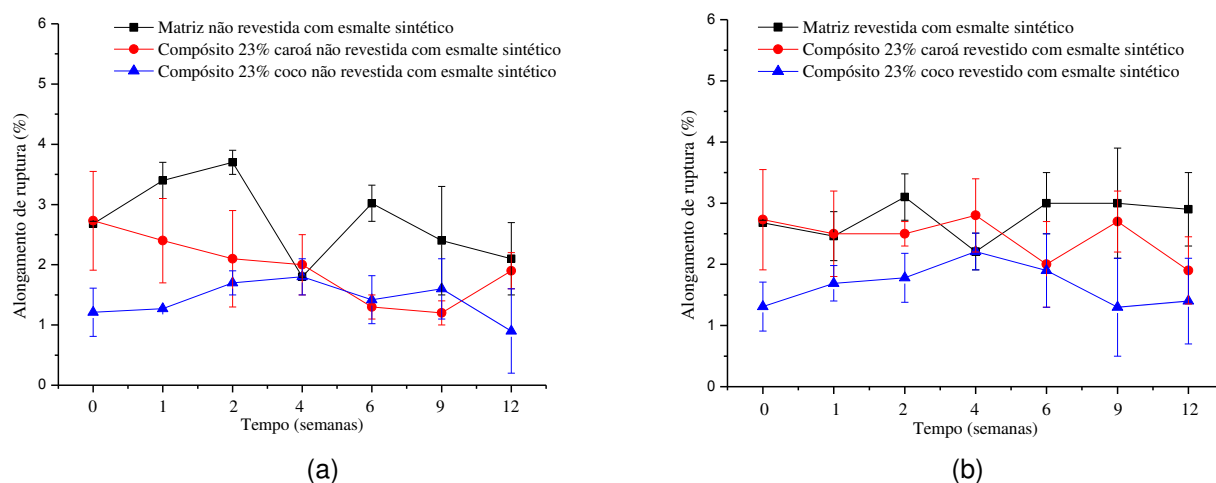 Matriz não revestida com esmalte sintético
Compósito 23% caroá não revestida com esmalte sintético
Compósito 23% coco não revestida com esmalte sintético
Alongamento de ruptura (%)
6
5
4
3
2
1
0
0 1 2 4 6 9 12
Tempo (semanas)
(a)
Matriz revestida com esmalte sintético
Compósito 23% caroá revestido com esmalte sintético
Compósito 23% coco revestido com esmalte sintético
Alongamento de ruptura (%)
6
5
4
3
2
1
0
0 1 2 4 6 9 12
Tempo (semanas)
(b)